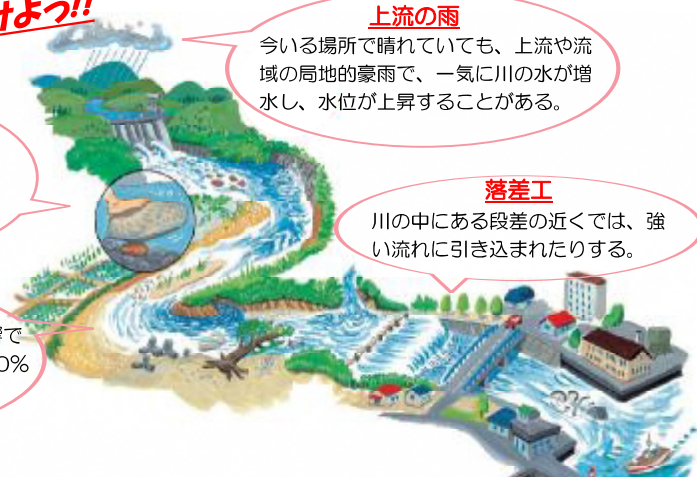 けよう!!
上流の雨
今いる場所で晴れていても、上流や流
域の局地的豪雨で、一気に川の水が増
水し、水位が上昇することがある。
落差工
川の中にある段差の近くでは、強
い流れに引き込まれたりする。
で
0%